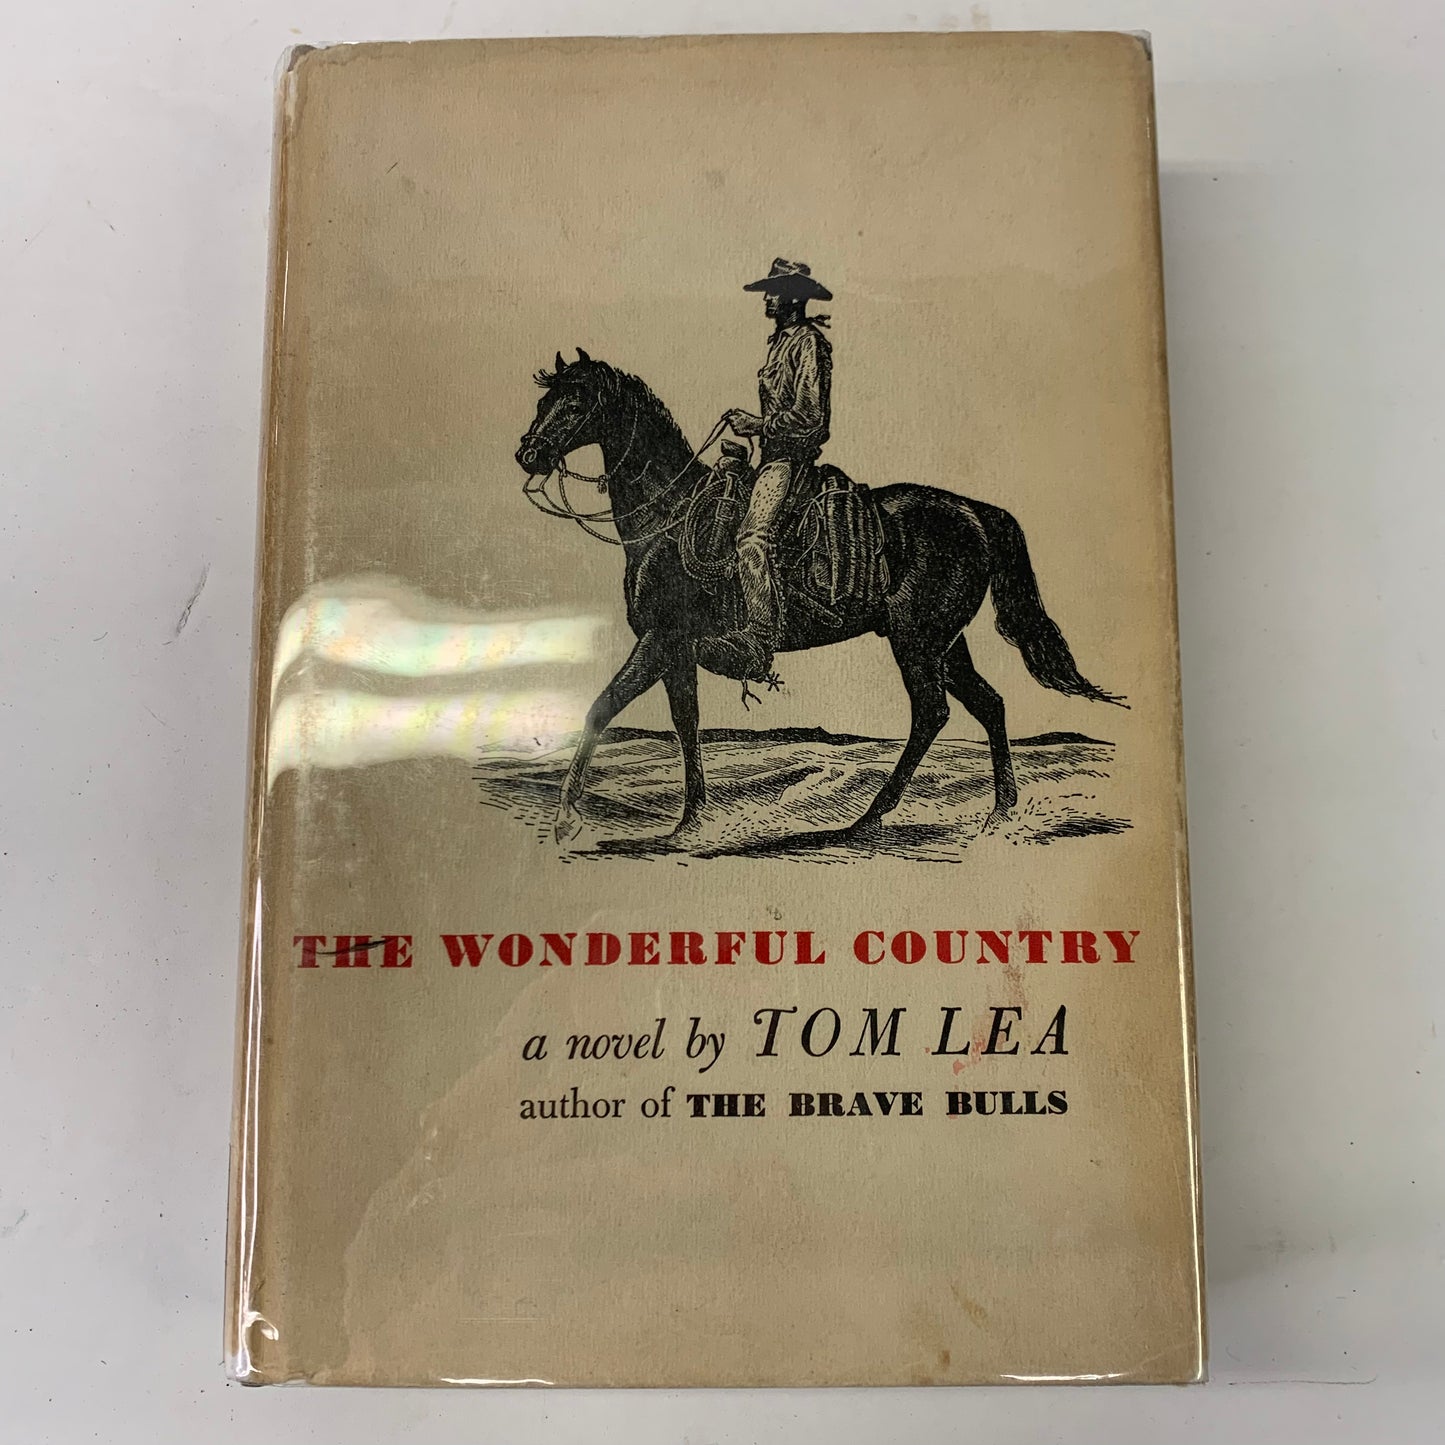 THE WONDERFUL COUNTRY
a novel by TOM LEA
author of THE BRAVE BULLS